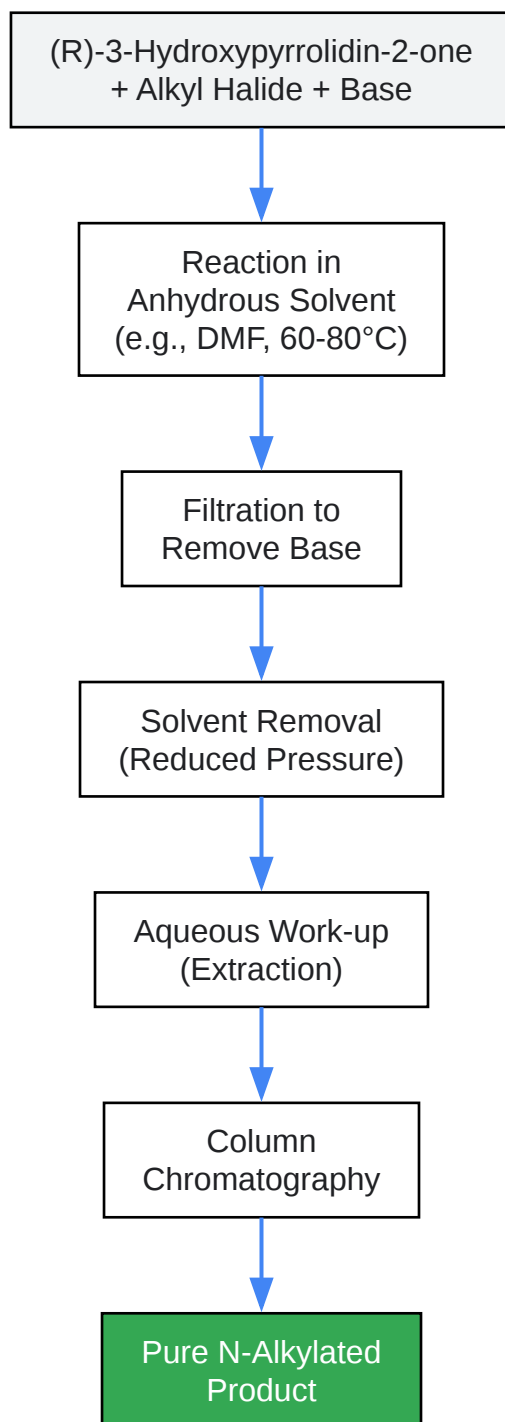 (R)-3-Hydroxypyrrolidin-2-one
+ Alkyl Halide + Base
Reaction in
Anhydrous Solvent
(e.g., DMF, 60-80°C)
Filtration to
Remove Base
Solvent Removal
(Reduced Pressure)
Aqueous Work-up
(Extraction)
Column
Chromatography
Pure N-Alkylated
Product